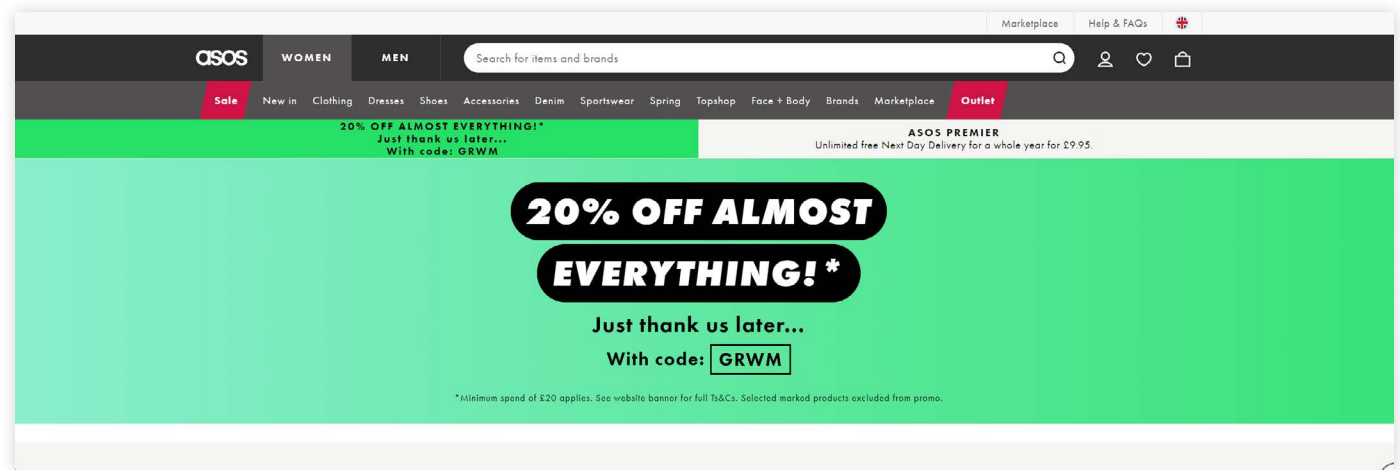 Marketplace Help & FAQs
asos WOMEN MEN Search for items and brands
Sale New in Clothing Dresses Shoes Accessories Denim Sportswear Spring Topshop Face + Body Brands Marketplace Outlet
20% OFF ALMOST EVERYTHING!*
Just thank us later...
With code: GRWM
ASOS PREMIER
Unlimited free Next Day Delivery for a whole year for £9.95.
20% OFF ALMOST
EVERYTHING!*
Just thank us later...
With code: GRWM
*Minimum spend of £20 applies. See website banner for full Ts&Cs. Selected marked products excluded from promo.